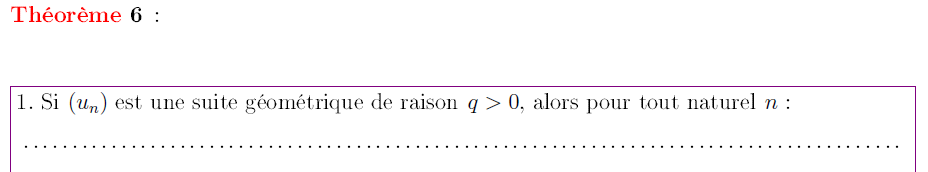 Théorème 6 :
1. Si (uₙ) est une suite géométrique de raison q > 0, alors pour tout naturel n :
........................................................................................